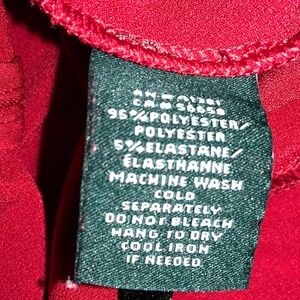 95% POLYESTER/
POLYESTER
5% ELASTANE/
ÉLASTHANNE
MACHINE WASH
COLD
SEPARATELY
DO NOT BLEACH
HANG TO DRY
COOL IRON
IF NEEDED